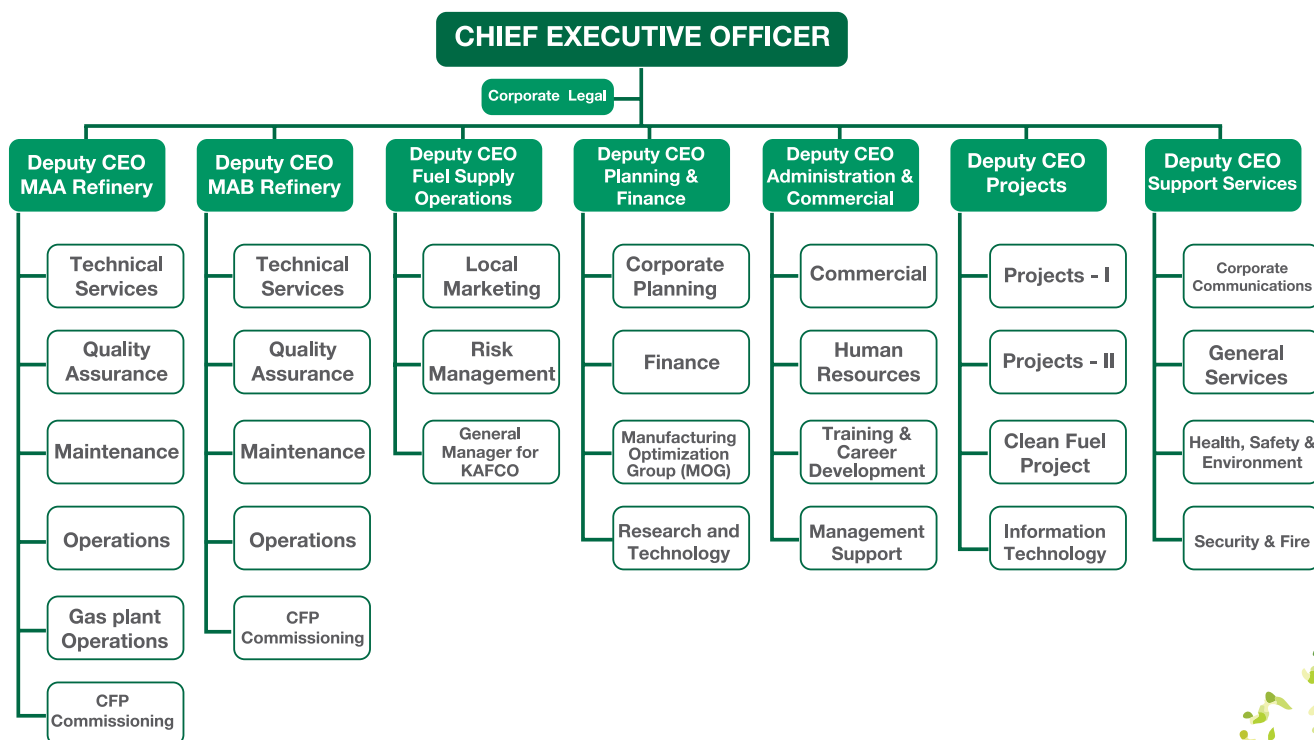 CHIEF EXECUTIVE OFFICER
Corporate Legal
Deputy CEO
MAA Refinery
Technical
Services
Quality
Assurance
Maintenance
Operations
Gas plant
Operations
CFP
Commissioning
Deputy CEO
MAB Refinery
Technical
Services
Quality
Assurance
Maintenance
Operations
CFP
Commissioning
Deputy CEO
Fuel Supply
Operations
Local
Marketing
Risk
Management
General
Manager for
KAFCO
Deputy CEO
Planning &
Finance
Corporate
Planning
Finance
Manufacturing
Optimization
Group (MOG)
Research and
Technology
Deputy CEO
Administration &
Commercial
Commercial
Human
Resources
Training &
Career
Development
Management
Support
Deputy CEO
Projects
Projects - I
Projects - II
Clean Fuel
Project
Information
Technology
Deputy CEO
Support Services
Corporate
Communications
General
Services
Health, Safety &
Environment
Security & Fire